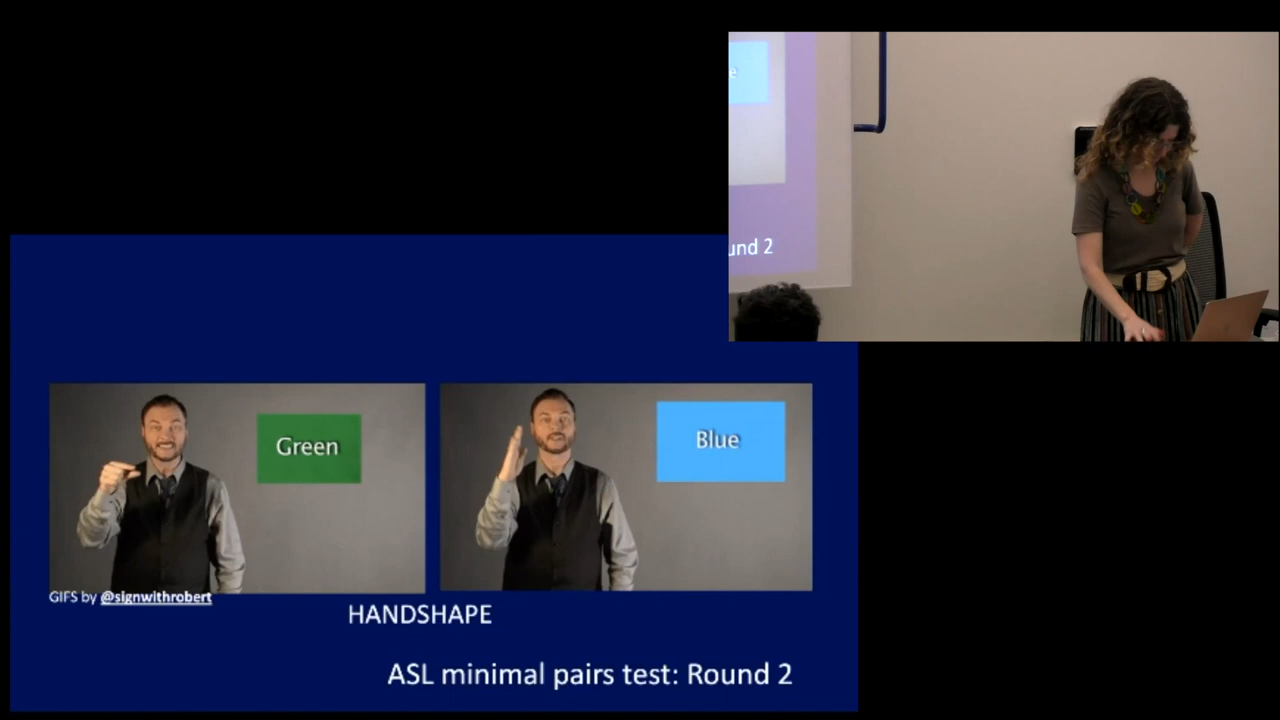 Green
Blue
GIFS by @signwithrobert
HANDSHAPE
ASL minimal pairs test: Round 2
und 2